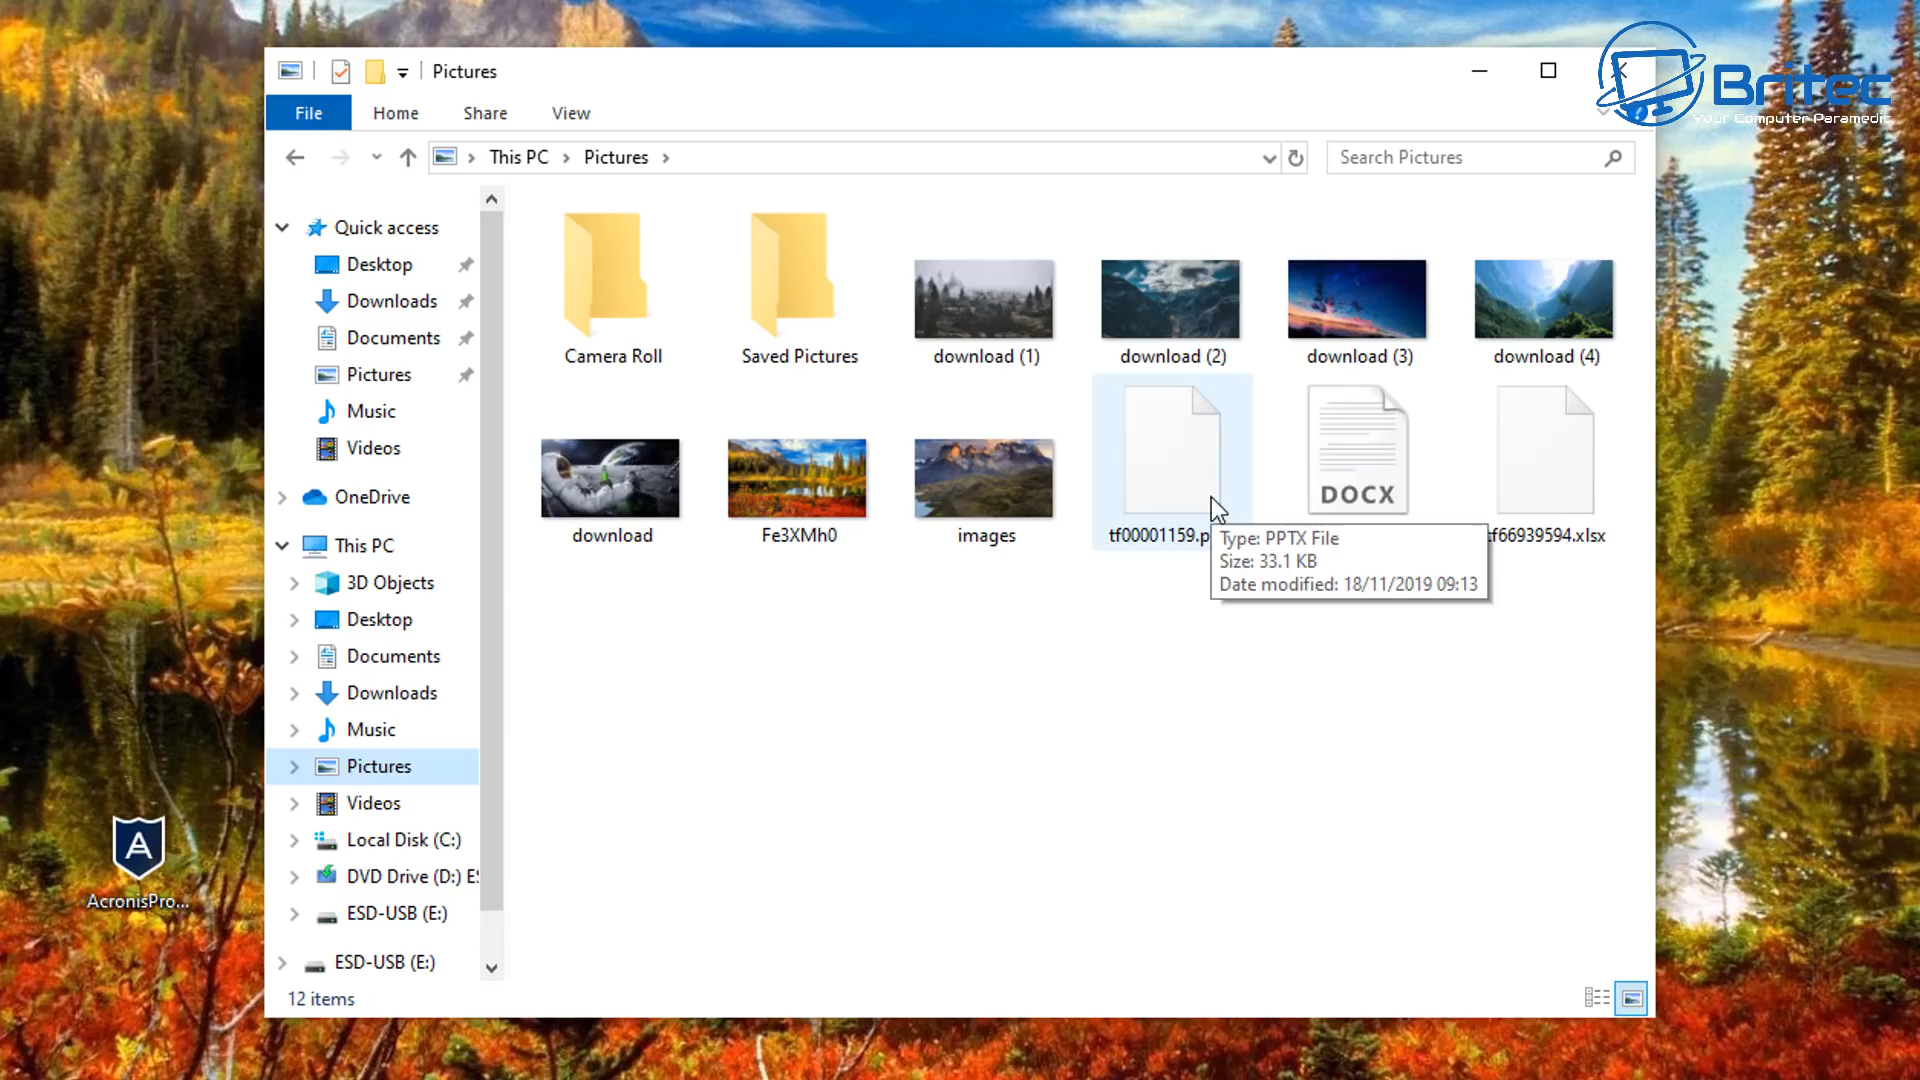 Pictures
Britec
Your Computer Paramedic
File Home Share View
This PC Pictures
Search Pictures
Quick access
Desktop
Downloads
Documents
Pictures
Music
Videos
OneDrive
This PC
3D Objects
Desktop
Documents
Downloads
Music
Pictures
Videos
Local Disk (C:)
DVD Drive (D:) ES
ESD-USB (E:)
ESD-USB (E:)
Camera Roll
Saved Pictures
download (1)
download (2)
download (3)
download (4)
DOCX
download
Fe3XMh0
images
tf00001159.p
tf66939594.xlsx
Type: PPTX File
Size: 33.1 KB
Date modified: 18/11/2019 09:13
12 items
A
AcronisPro...